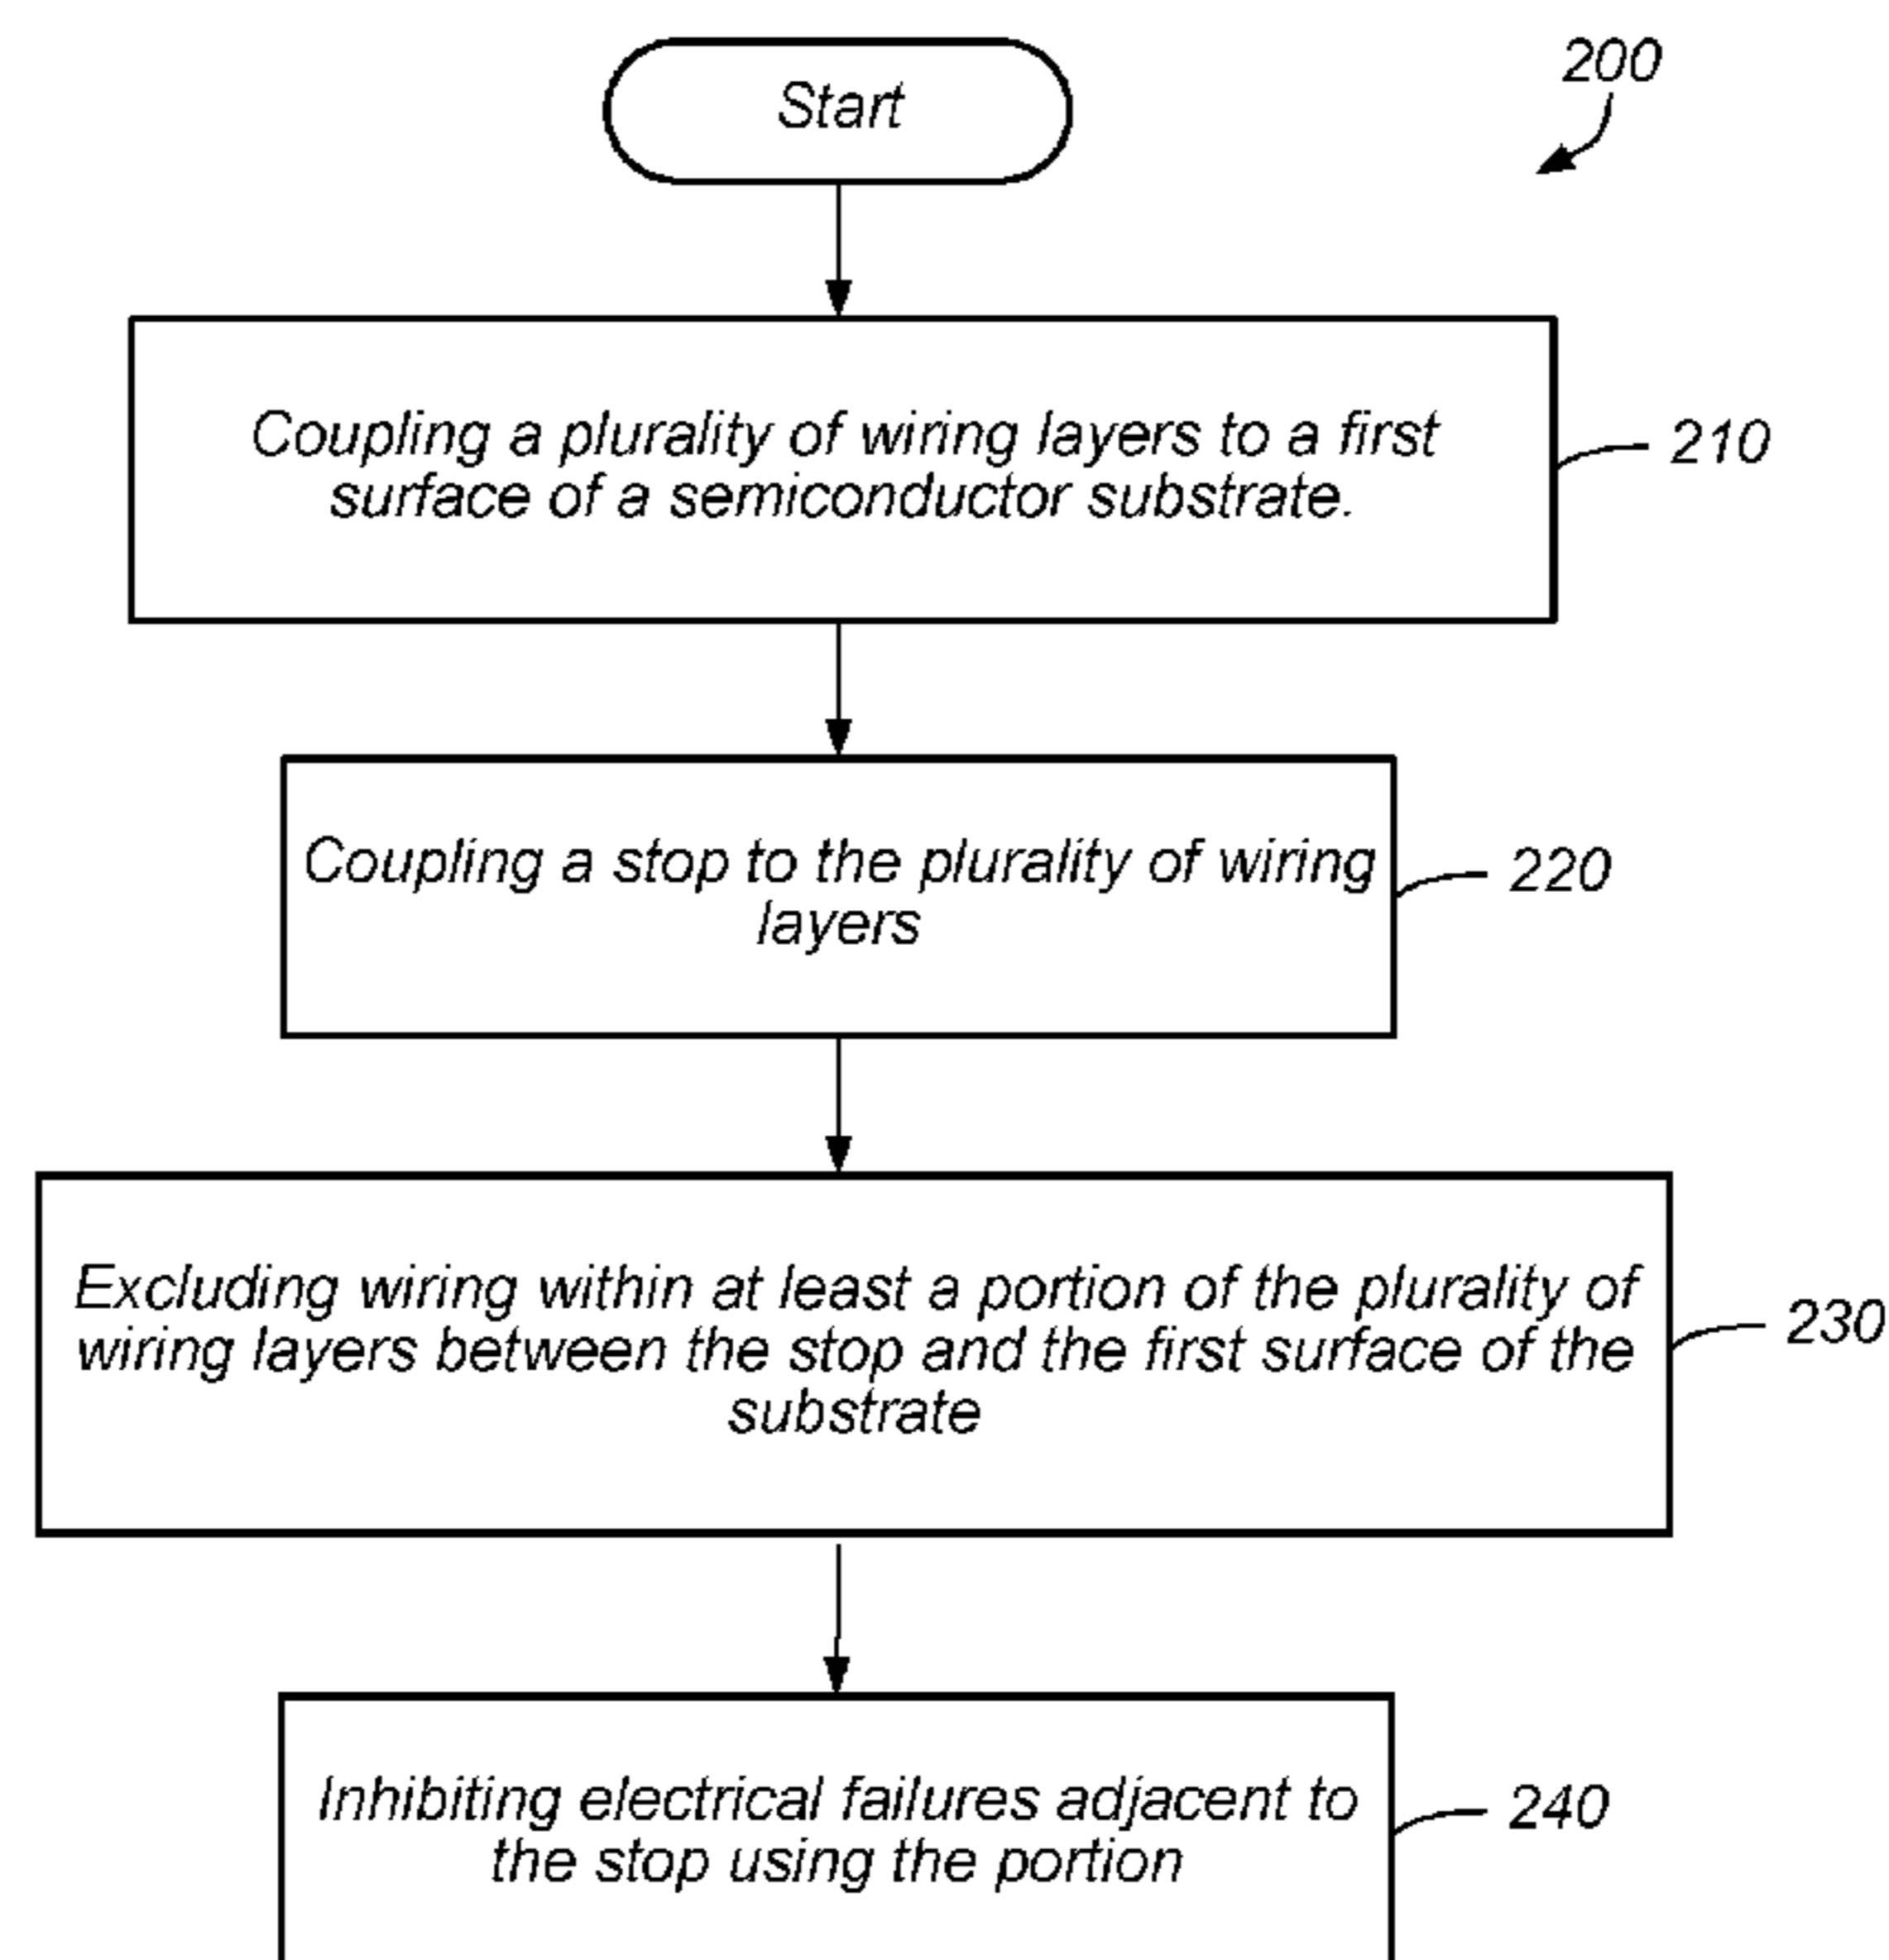 Start
200
Coupling a plurality of wiring layers to a first
surface of a semiconductor substrate.
210
Coupling a stop to the plurality of wiring
layers
220
Excluding wiring within at least a portion of the plurality of
wiring layers between the stop and the first surface of the
substrate
230
Inhibiting electrical failures adjacent to
the stop using the portion
240